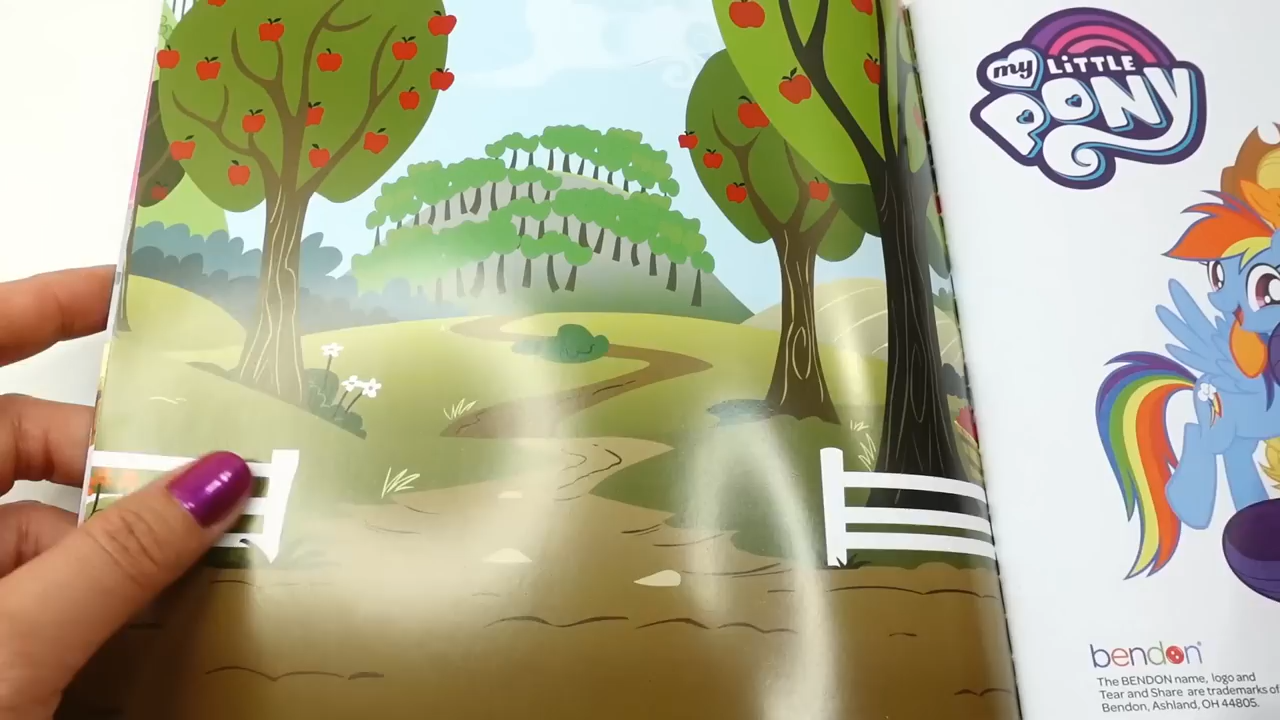 my LiTTLE
PONY
bendon
The BENDON name, logo and
Tear and Share are trademarks of
Bendon, Ashland, OH 44805.